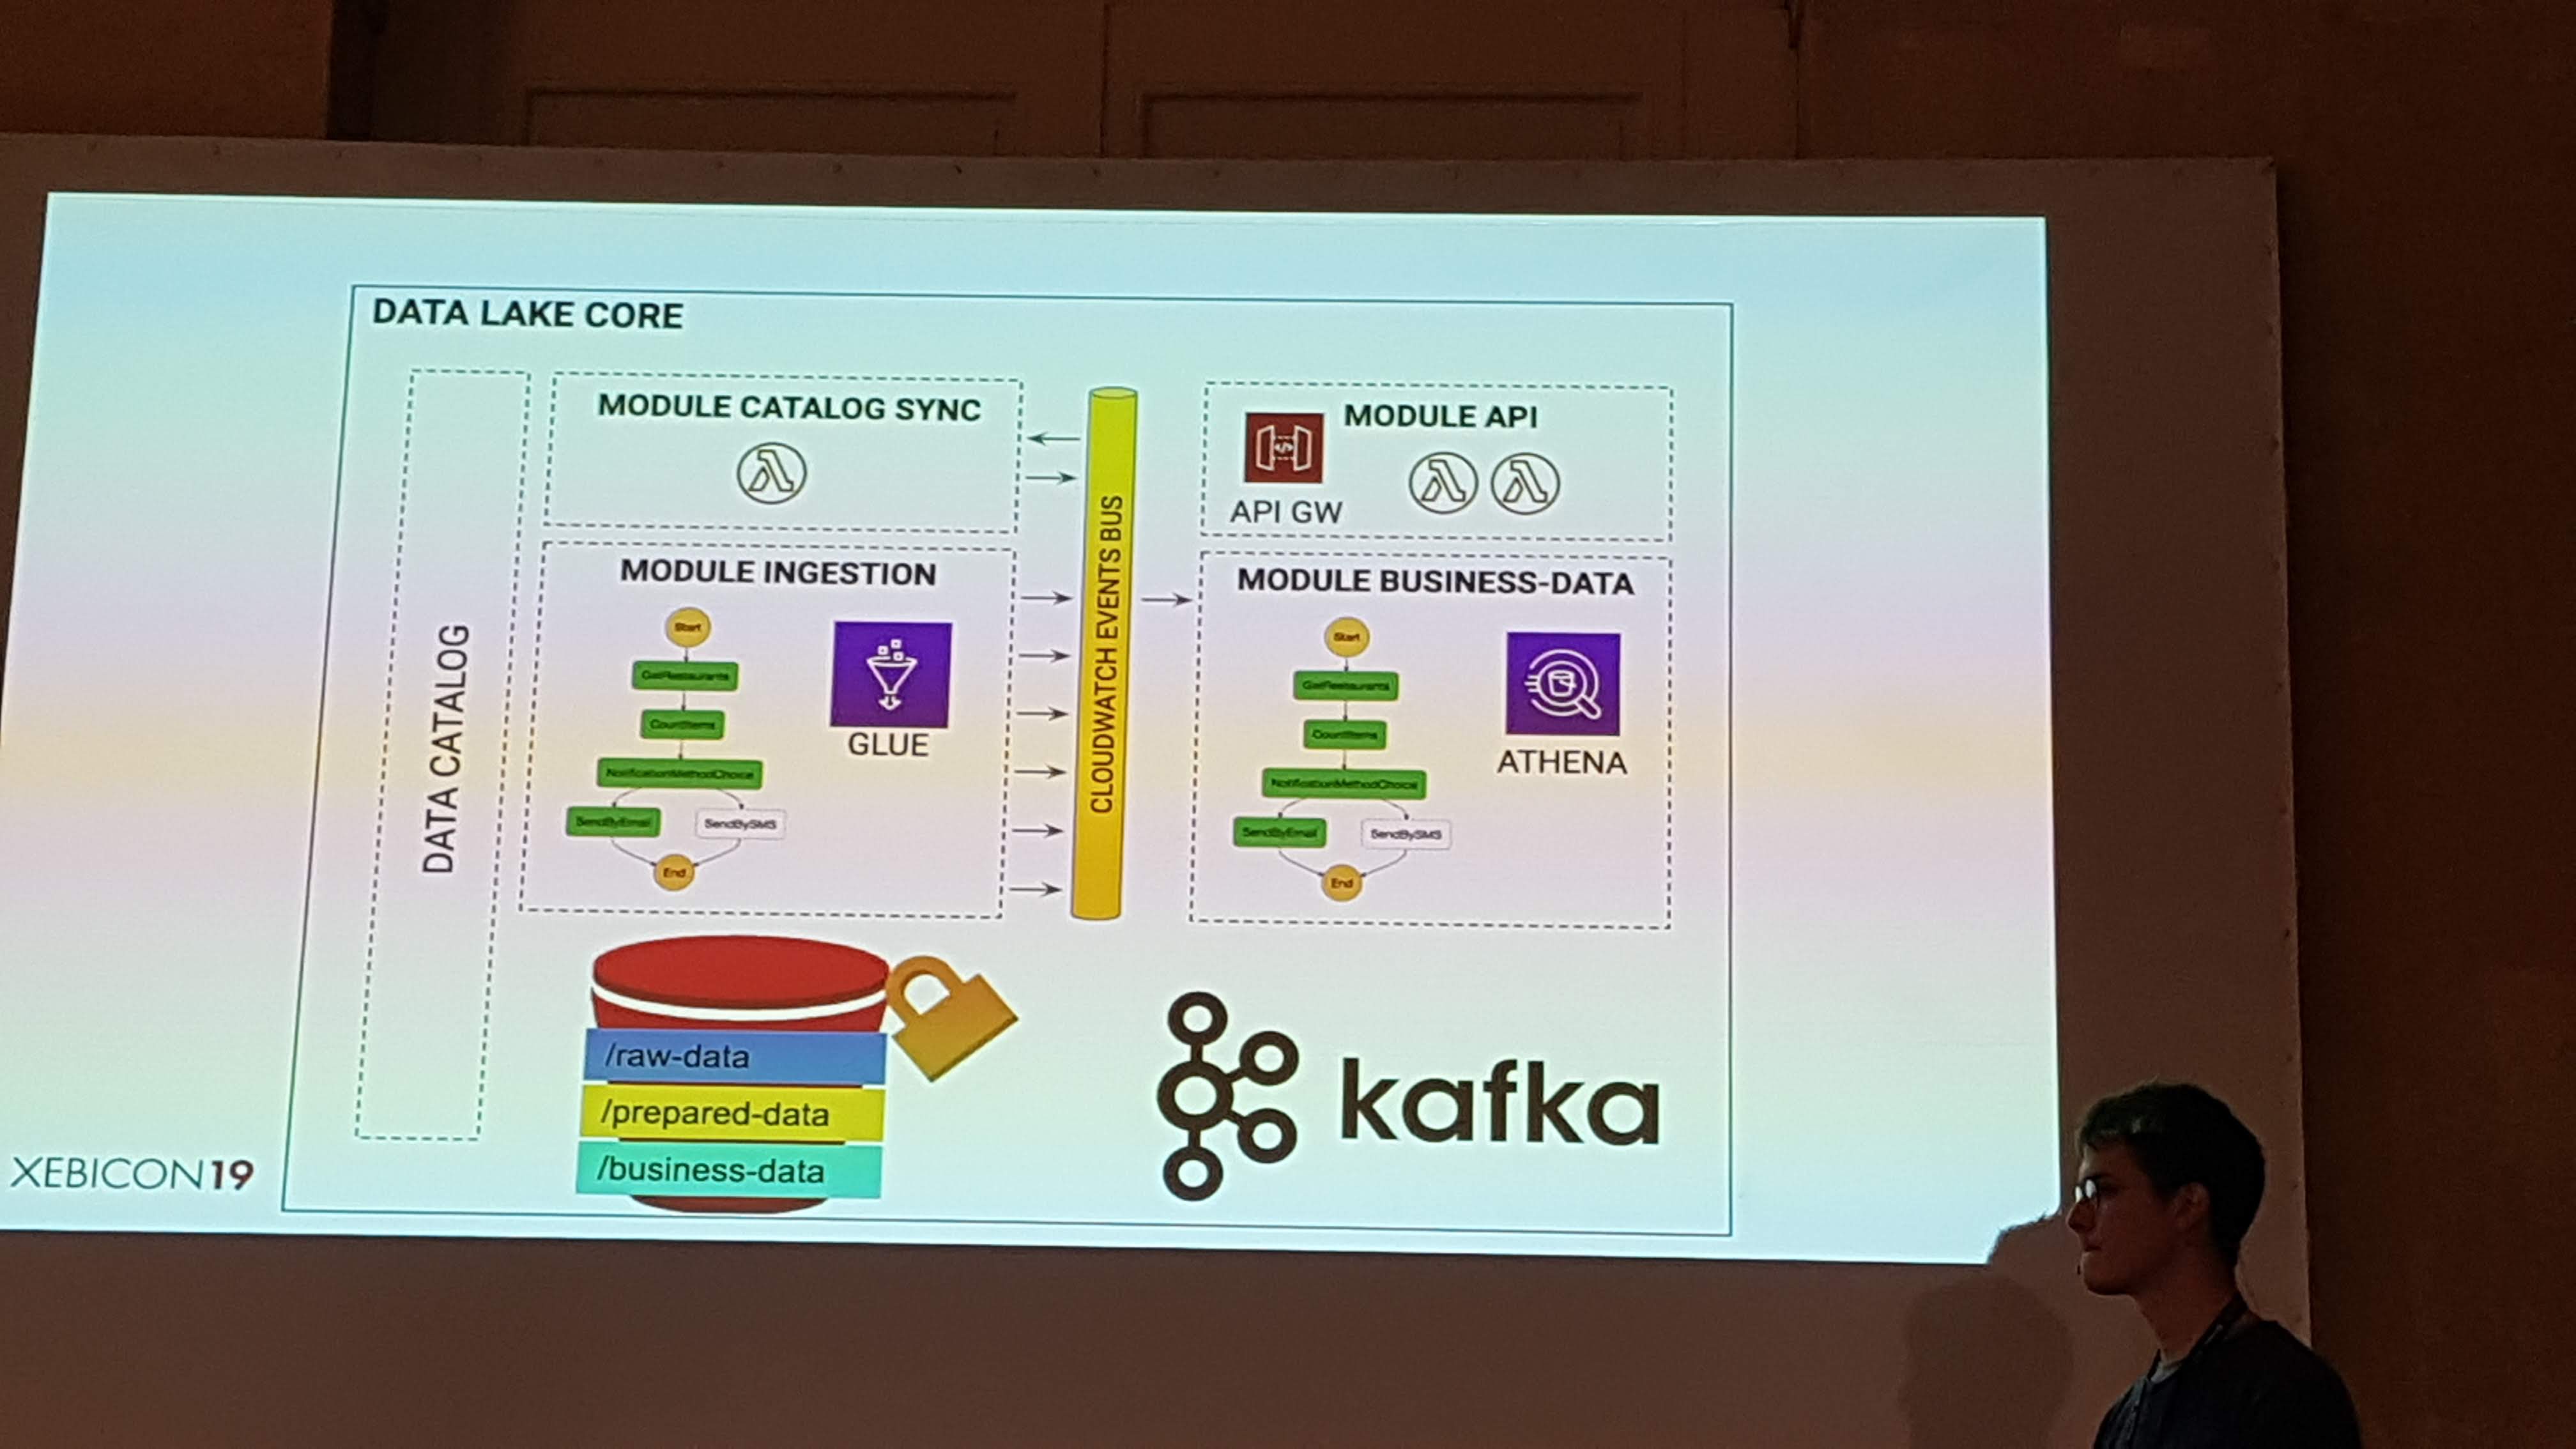 DATA LAKE CORE
DATA CATALOG
MODULE CATALOG SYNC
MODULE INGESTION
Start
GetRestaurants
CountItems
NotificationMethodChoice
SendByEmail
SendBySMS
End
GLUE
CLOUDWATCH EVENTS BUS
MODULE API
API GW
MODULE BUSINESS-DATA
Start
GetRestaurants
CountItems
NotificationMethodChoice
SendByEmail
SendBySMS
End
ATHENA
/raw-data
/prepared-data
/business-data
kafka
XEBICON19